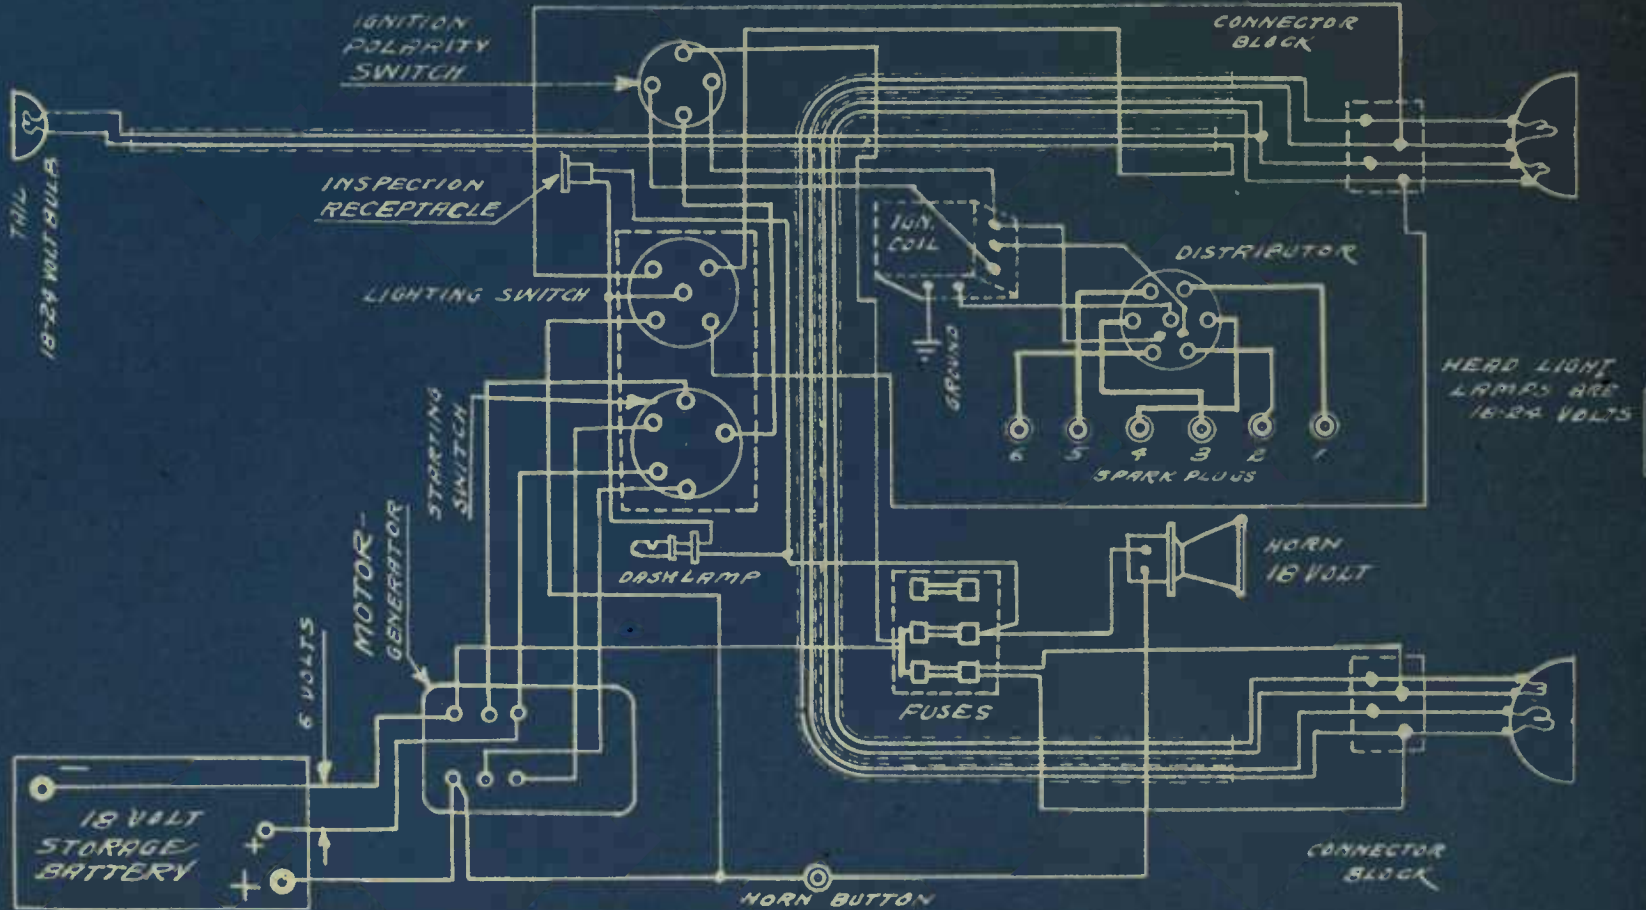 IGNITION
POLARITY
SWITCH
CONNECTOR
BLOCK
TAIL
18-24 VOLT BULB
INSPECTION
RECEPTACLE
IGN.
COIL
DISTRIBUTOR
LIGHTING SWITCH
GROUND
HEAD LIGHT
LAMPS ARE
18-24 VOLTS
STARTING
SWITCH
6 5 4 3 2 1
SPARK PLUGS
MOTOR-
GENERATOR
DASH LAMP
HORN
18 VOLT
6 VOLTS
FUSES
−
18 VOLT
STORAGE
BATTERY
+
+
HORN BUTTON
CONNECTOR
BLOCK